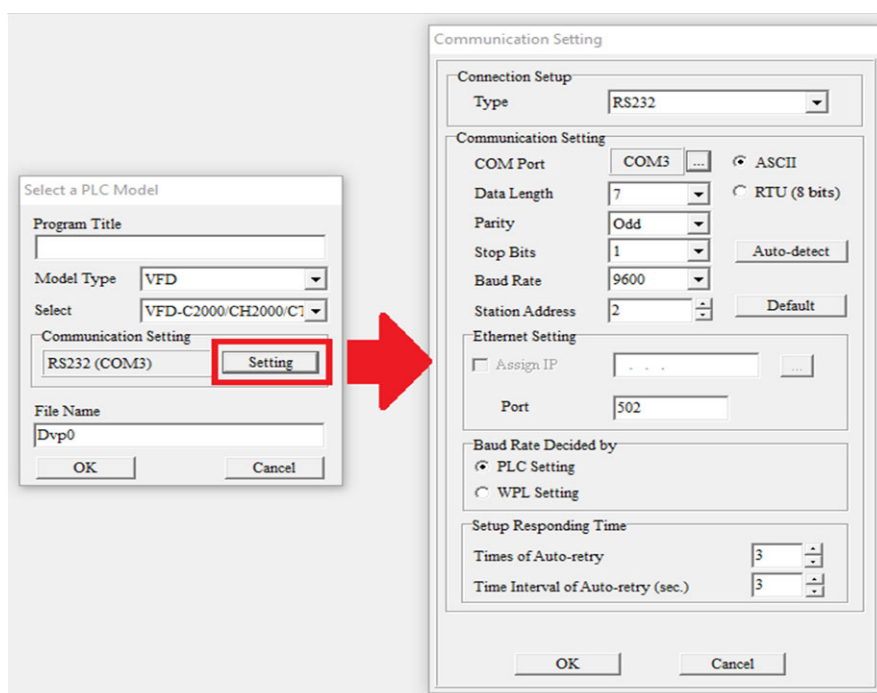 Select a PLC Model
Program Title
Model Type VFD
Select VFD-C2000/CH2000/CT
Communication Setting
RS232 (COM3) Setting
File Name
Dvp0
OK Cancel
Communication Setting
Connection Setup
Type RS232
Communication Setting
COM Port COM3 ... ASCII
Data Length 7 RTU (8 bits)
Parity Odd
Stop Bits 1 Auto-detect
Baud Rate 9600
Station Address 2 Default
Ethernet Setting
Assign IP . . . ...
Port 502
Baud Rate Decided by
PLC Setting
WPL Setting
Setup Responding Time
Times of Auto-retry 3
Time Interval of Auto-retry (sec.) 3
OK Cancel